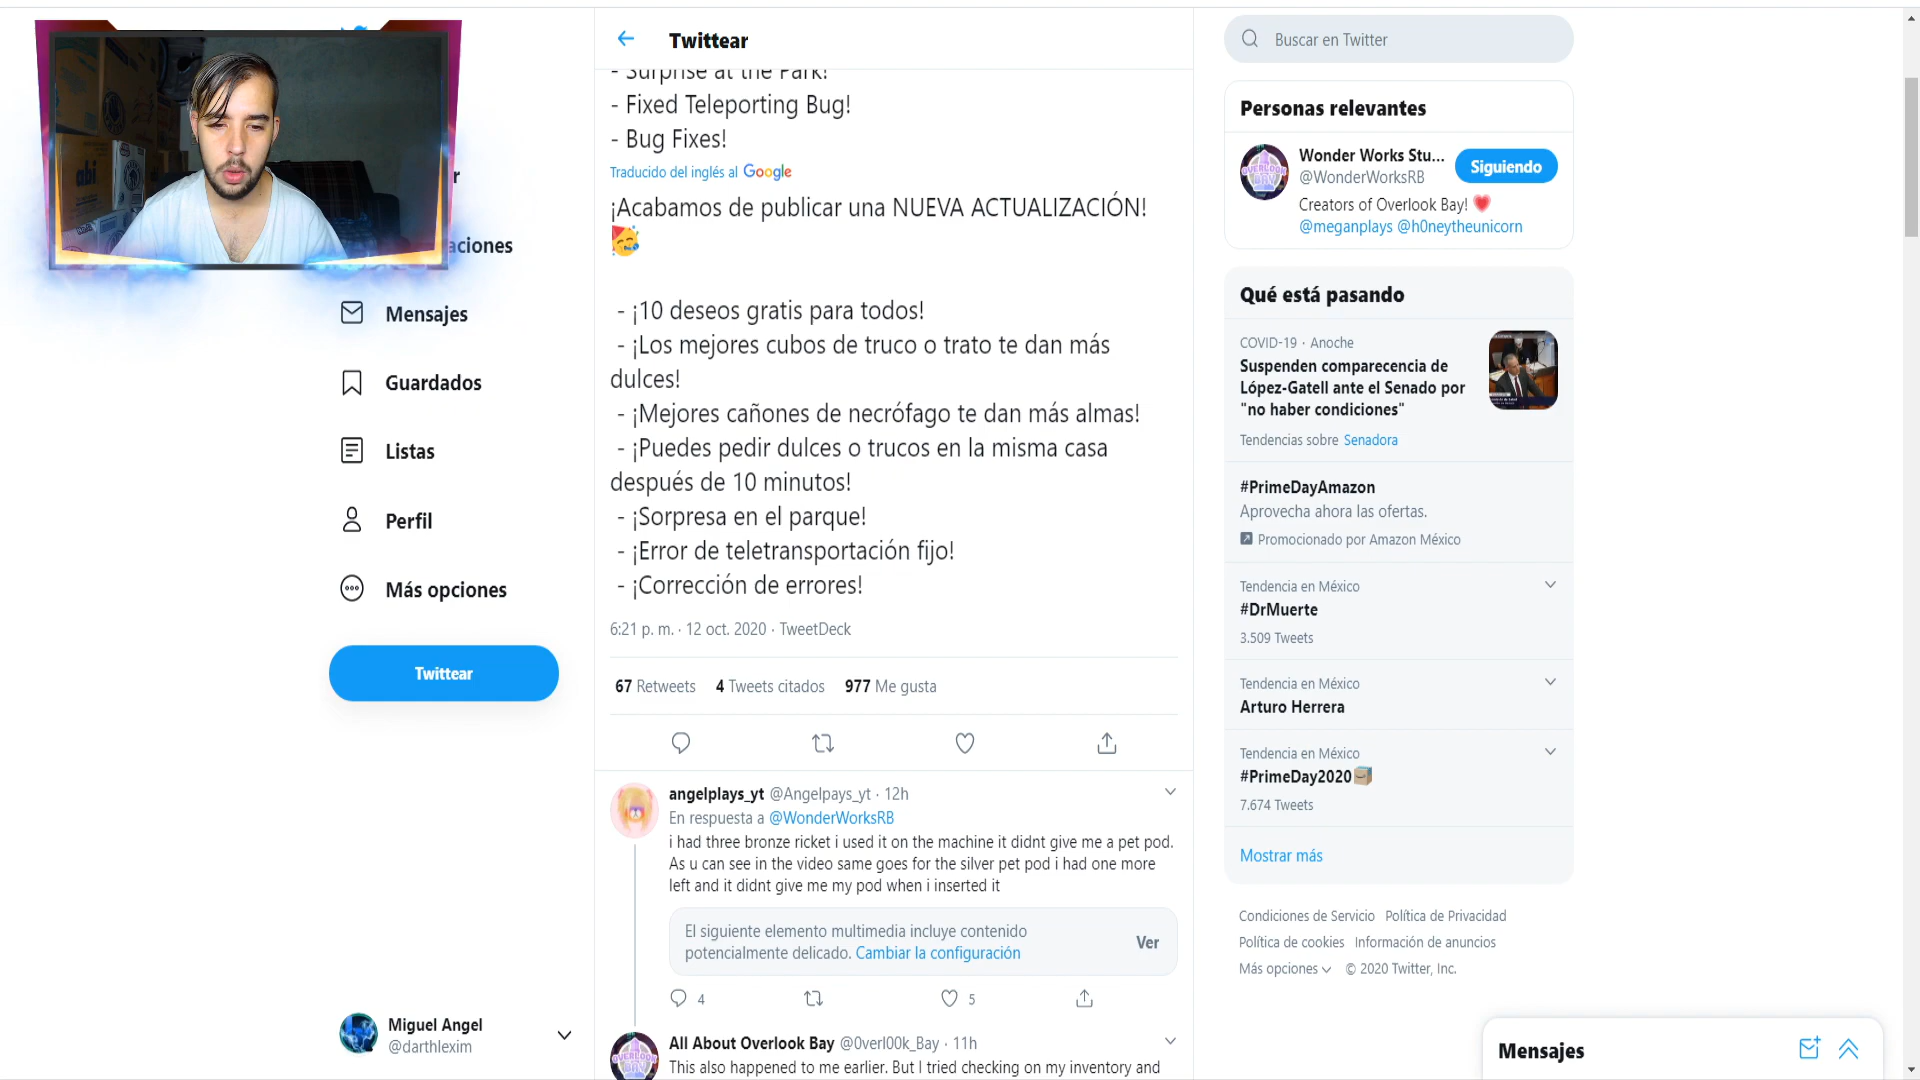 Twittear
- Surprise at the Park!
- Fixed Teleporting Bug!
- Bug Fixes!
Traducido del inglés al Google
¡Acabamos de publicar una NUEVA ACTUALIZACIÓN!
🥳
- ¡10 deseos gratis para todos!
- ¡Los mejores cubos de truco o trato te dan más
dulces!
- ¡Mejores cañones de necrófago te dan más almas!
- ¡Puedes pedir dulces o trucos en la misma casa
después de 10 minutos!
- ¡Sorpresa en el parque!
- ¡Error de teletransportación fijo!
- ¡Corrección de errores!
6:21 p. m. · 12 oct. 2020 · TweetDeck
67 Retweets 4 Tweets citados 977 Me gusta
angelplays_yt @Angelpays_yt · 12h
En respuesta a @WonderWorksRB
i had three bronze ricket i used it on the machine it didnt give me a pet pod.
As u can see in the video same goes for the silver pet pod i had one more
left and it didnt give me my pod when i inserted it
El siguiente elemento multimedia incluye contenido
potencialmente delicado. Cambiar la configuración
Ver
4 5
All About Overlook Bay @0verl00k_Bay · 11h
This also happened to me earlier. But I tried checking on my inventory and
abi
r
aciones
Mensajes
Guardados
Listas
Perfil
Más opciones
Twittear
Miguel Angel
@darthlexim
Buscar en Twitter
Personas relevantes
OVERLOOK
BAY
Wonder Works Stu...
@WonderWorksRB
Siguiendo
Creators of Overlook Bay! ❤️
@meganplays @h0neytheunicorn
Qué está pasando
COVID-19 · Anoche
Suspenden comparecencia de
López-Gatell ante el Senado por
"no haber condiciones"
Tendencias sobre Senadora
#PrimeDayAmazon
Aprovecha ahora las ofertas.
Promocionado por Amazon México
Tendencia en México
#DrMuerte
3.509 Tweets
Tendencia en México
Arturo Herrera
Tendencia en México
#PrimeDay2020
7.674 Tweets
Mostrar más
Condiciones de Servicio Política de Privacidad
Política de cookies Información de anuncios
Más opciones © 2020 Twitter, Inc.
Mensajes